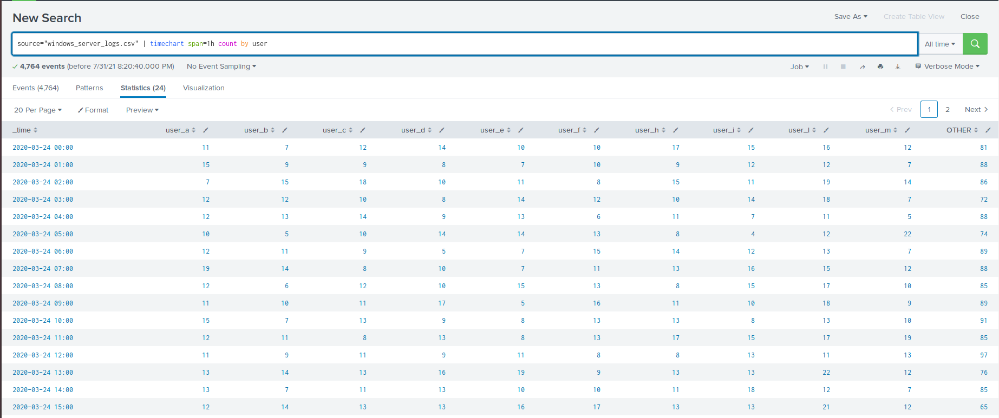 New Search
Save As Create Table View Close
source="windows_server_logs.csv" | timechart span=1h count by user
All time
4,764 events (before 7/31/21 8:20:40.000 PM) No Event Sampling
Job Verbose Mode
Events (4,764) Patterns Statistics (24) Visualization
20 Per Page Format Preview
Prev 1 2 Next
_time user_a user_b user_c user_d user_e user_f user_h user_i user_l user_m OTHER
2020-03-24 00:00 11 7 12 14 10 10 17 15 16 12 81
2020-03-24 01:00 15 9 9 8 7 10 9 12 12 7 88
2020-03-24 02:00 7 15 18 10 11 8 15 11 19 14 86
2020-03-24 03:00 12 12 10 8 14 12 10 14 18 7 72
2020-03-24 04:00 12 13 14 9 13 6 11 7 11 5 88
2020-03-24 05:00 10 5 10 14 14 13 8 4 12 22 74
2020-03-24 06:00 12 11 9 5 7 15 14 12 13 7 89
2020-03-24 07:00 19 14 8 10 7 11 13 16 15 12 88
2020-03-24 08:00 12 6 12 10 15 13 8 15 17 10 85
2020-03-24 09:00 11 10 11 17 5 16 11 10 18 9 89
2020-03-24 10:00 15 7 13 9 8 13 13 8 13 10 91
2020-03-24 11:00 12 11 8 13 8 13 17 15 17 19 85
2020-03-24 12:00 11 9 11 9 11 8 8 13 11 13 97
2020-03-24 13:00 13 14 13 16 19 9 13 13 22 12 76
2020-03-24 14:00 13 7 11 13 10 10 11 18 12 7 85
2020-03-24 15:00 12 14 13 13 16 17 13 13 21 12 65